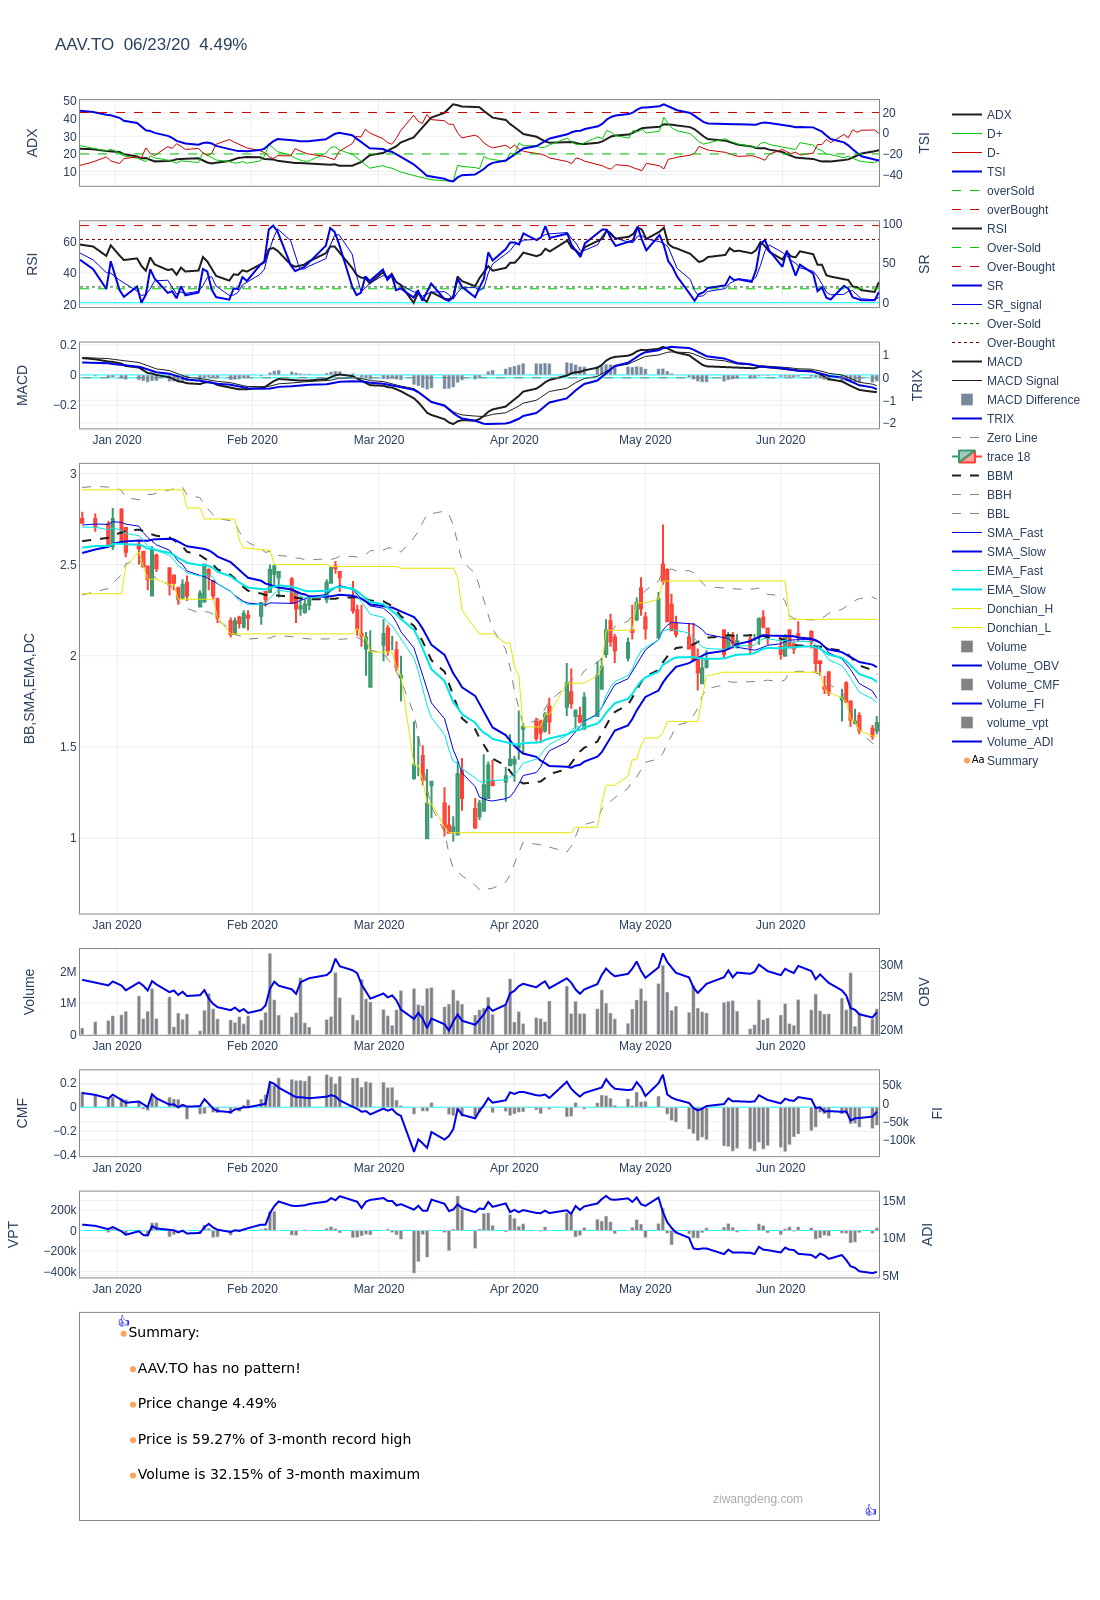 AAV.TO  06/23/20  4.49%
ADX
50
40
30
20
10
20
0
−20
−40
TSI
RSI
60
40
20
100
50
0
SR
MACD
0.2
0
−0.2
1
0
−1
−2
TRIX
Jan 2020 Feb 2020 Mar 2020 Apr 2020 May 2020 Jun 2020
BB,SMA,EMA,DC
3
2.5
2
1.5
1
Jan 2020 Feb 2020 Mar 2020 Apr 2020 May 2020 Jun 2020
Volume
2M
1M
0
30M
25M
20M
OBV
Jan 2020 Feb 2020 Mar 2020 Apr 2020 May 2020 Jun 2020
CMF
0.2
0
−0.2
−0.4
50k
0
−50k
−100k
FI
Jan 2020 Feb 2020 Mar 2020 Apr 2020 May 2020 Jun 2020
VPT
200k
0
−200k
−400k
15M
10M
5M
ADI
Jan 2020 Feb 2020 Mar 2020 Apr 2020 May 2020 Jun 2020
Summary:
AAV.TO has no pattern!
Price change 4.49%
Price is 59.27% of 3-month record high
Volume is 32.15% of 3-month maximum
ziwangdeng.com
ADX
D+
D-
TSI
overSold
overBought
RSI
Over-Sold
Over-Bought
SR
SR_signal
Over-Sold
Over-Bought
MACD
MACD Signal
MACD Difference
TRIX
Zero Line
trace 18
BBM
BBH
BBL
SMA_Fast
SMA_Slow
EMA_Fast
EMA_Slow
Donchian_H
Donchian_L
Volume
Volume_OBV
Volume_CMF
Volume_FI
volume_vpt
Volume_ADI
Aa Summary